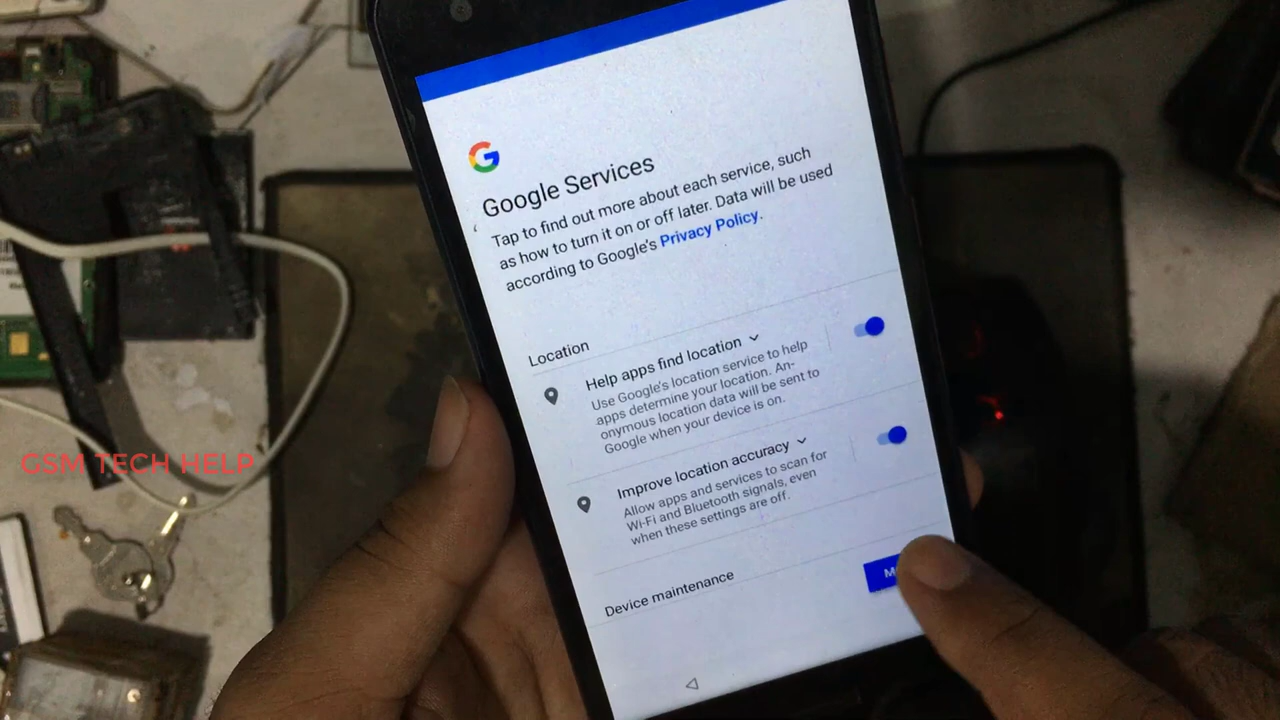 Google Services
Tap to find out more about each service, such
as how to turn it on or off later. Data will be used
according to Google's Privacy Policy.
Location
Help apps find location
Use Google's location service to help
apps determine your location. An-
onymous location data will be sent to
Google when your device is on.
Improve location accuracy
Allow apps and services to scan for
Wi-Fi and Bluetooth signals, even
when these settings are off.
Device maintenance
GSM TECH HELP